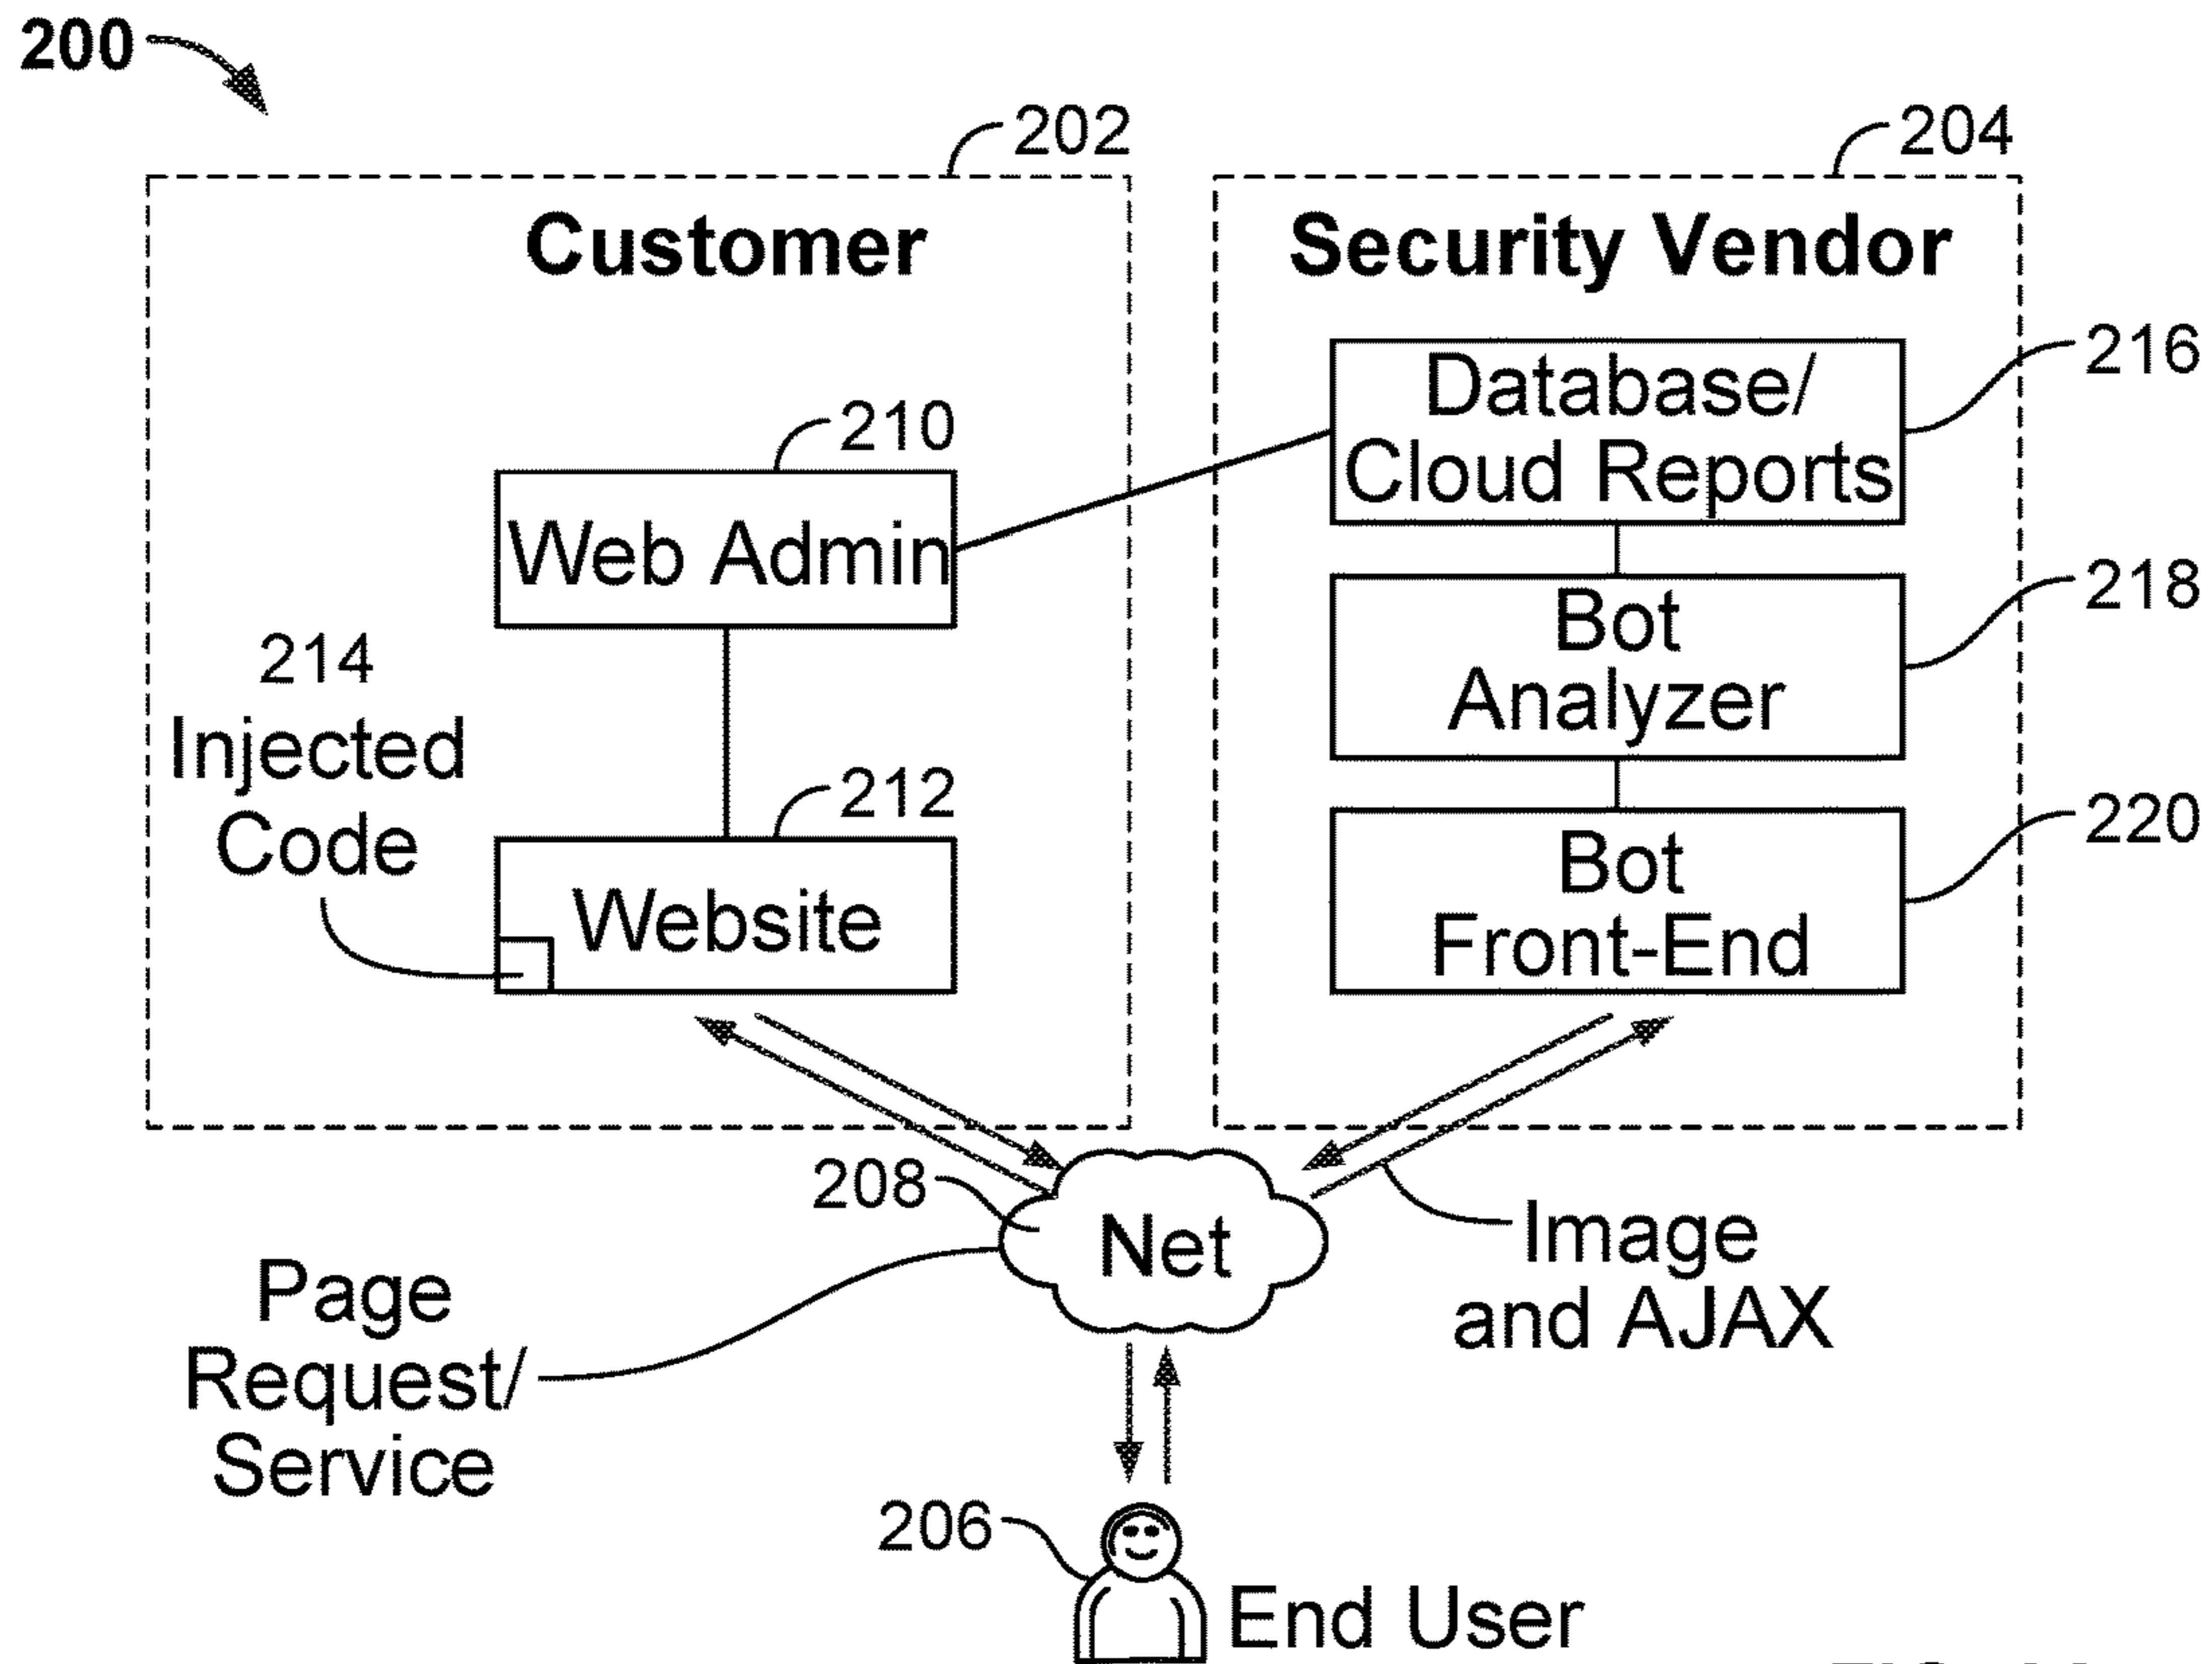 200
202
204
Customer
Security Vendor
Database/
Cloud Reports
216
210
Web Admin
Bot
Analyzer
218
214
Injected
Code
212
Website
Bot
Front-End
220
208
Net
Image
and AJAX
Page
Request/
Service
206
End User